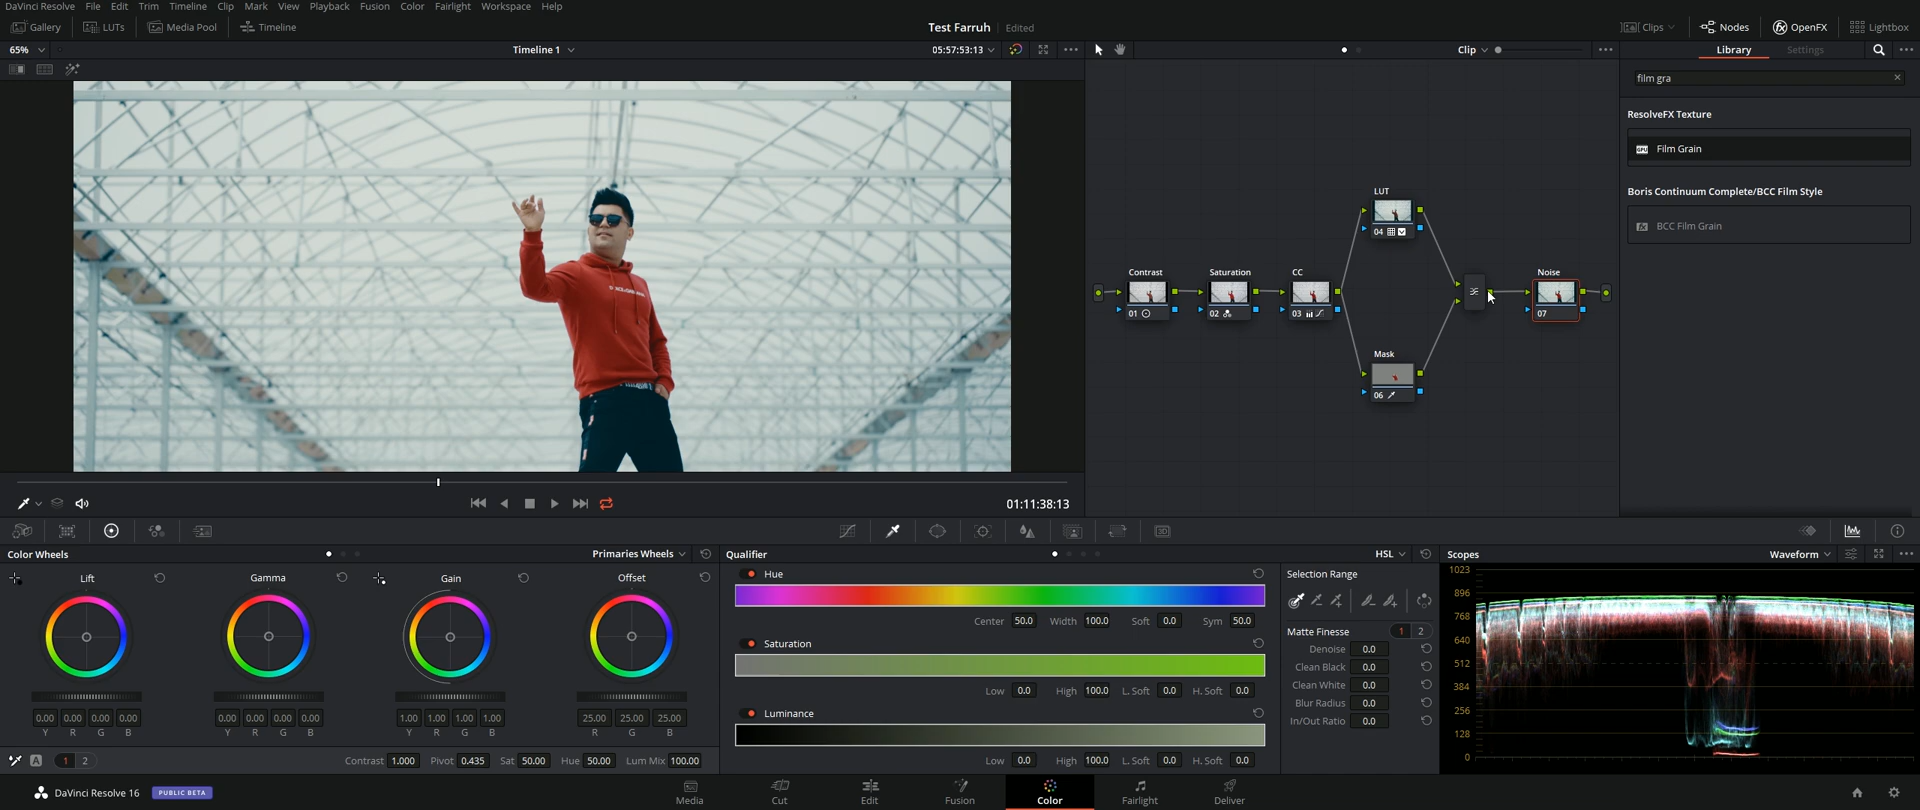 DaVinci Resolve File Edit Trim Timeline Clip Mark View Playback Fusion Color Fairlight Workspace Help
Gallery LUTs Media Pool Timeline Test Farruh Edited Clips Nodes OpenFX Lightbox
65% Timeline 1 05:57:53:13 Clip Library Settings
film gra
ResolveFX Texture
Film Grain
Boris Continuum Complete/BCC Film Style
BCC Film Grain
LUT
04
Contrast Saturation CC Noise
01 02 03 07
Mask
06
01:11:38:13
Color Wheels Primaries Wheels Qualifier HSL Scopes Waveform
Lift Gamma Gain Offset
0.00 0.00 0.00 0.00 0.00 0.00 0.00 0.00 1.00 1.00 1.00 1.00 25.00 25.00 25.00
Y R G B Y R G B Y R G B R G B
A 1 2 Contrast 1.000 Pivot 0.435 Sat 50.00 Hue 50.00 Lum Mix 100.00
Hue
Center 50.0 Width 100.0 Soft 0.0 Sym 50.0
Saturation
Low 0.0 High 100.0 L. Soft 0.0 H. Soft 0.0
Luminance
Low 0.0 High 100.0 L. Soft 0.0 H. Soft 0.0
Selection Range
Matte Finesse 1 2
Denoise 0.0
Clean Black 0.0
Clean White 0.0
Blur Radius 0.0
In/Out Ratio 0.0
1023
896
768
640
512
384
256
128
0
DaVinci Resolve 16 PUBLIC BETA Media Cut Edit Fusion Color Fairlight Deliver